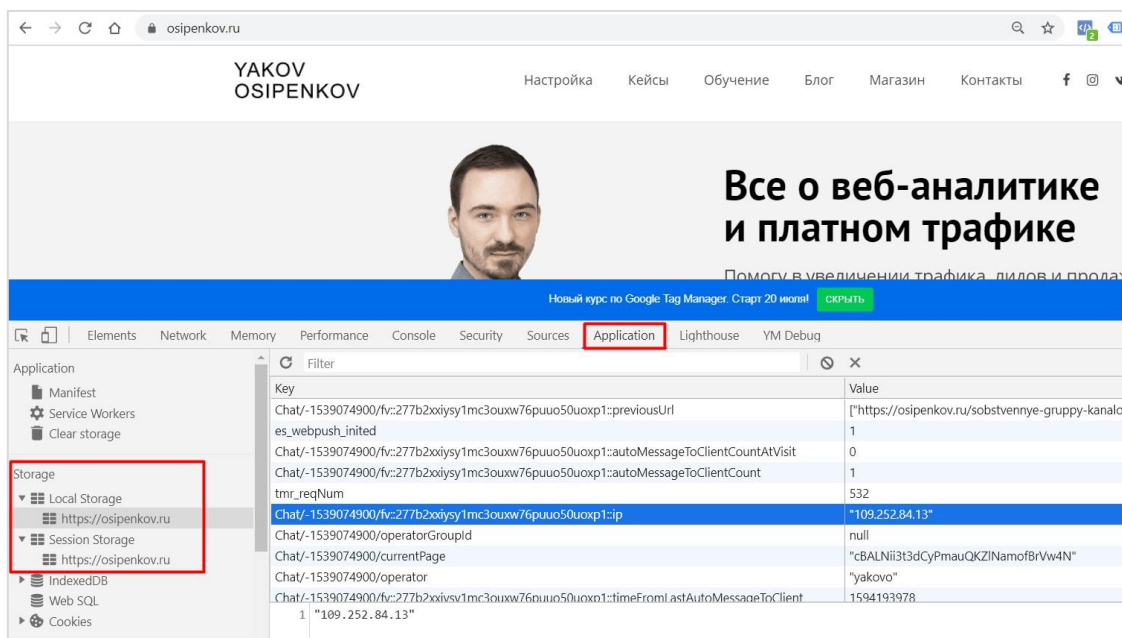 osipenkov.ru
2
YAKOV
OSIPENKOV
Настройка Кейсы Обучение Блог Магазин Контакты
Все о веб-аналитике
и платном трафике
Помогу в увеличении трафика, лидов и прода
Новый курс по Google Tag Manager. Старт 20 июля! СКРЫТЬ
Elements Network Memory Performance Console Security Sources Application Lighthouse YM Debug
Application
Manifest
Service Workers
Clear storage
Storage
Local Storage
https://osipenkov.ru
Session Storage
https://osipenkov.ru
IndexedDB
Web SQL
Cookies
Filter
Key Value
Chat/-1539074900/fv::277b2xxiysy1mc3ouxw76puuo50uoxp1::previousUrl ["https://osipenkov.ru/sobstvennye-gruppy-kanalo
es_webpush_inited 1
Chat/-1539074900/fv::277b2xxiysy1mc3ouxw76puuo50uoxp1::autoMessageToClientCountAtVisit 0
Chat/-1539074900/fv::277b2xxiysy1mc3ouxw76puuo50uoxp1::autoMessageToClientCount 1
tmr_reqNum 532
Chat/-1539074900/fv::277b2xxiysy1mc3ouxw76puuo50uoxp1::ip "109.252.84.13"
Chat/-1539074900/operatorGroupId null
Chat/-1539074900/currentPage "cBALNii3t3dCyPmauQKZlNamofBrVw4N"
Chat/-1539074900/operator "yakovo"
Chat/-1539074900/fv::277b2xxiysy1mc3ouxw76puuo50uoxp1::timeFromLastAutoMessageToClient 1594193978
1 "109.252.84.13"